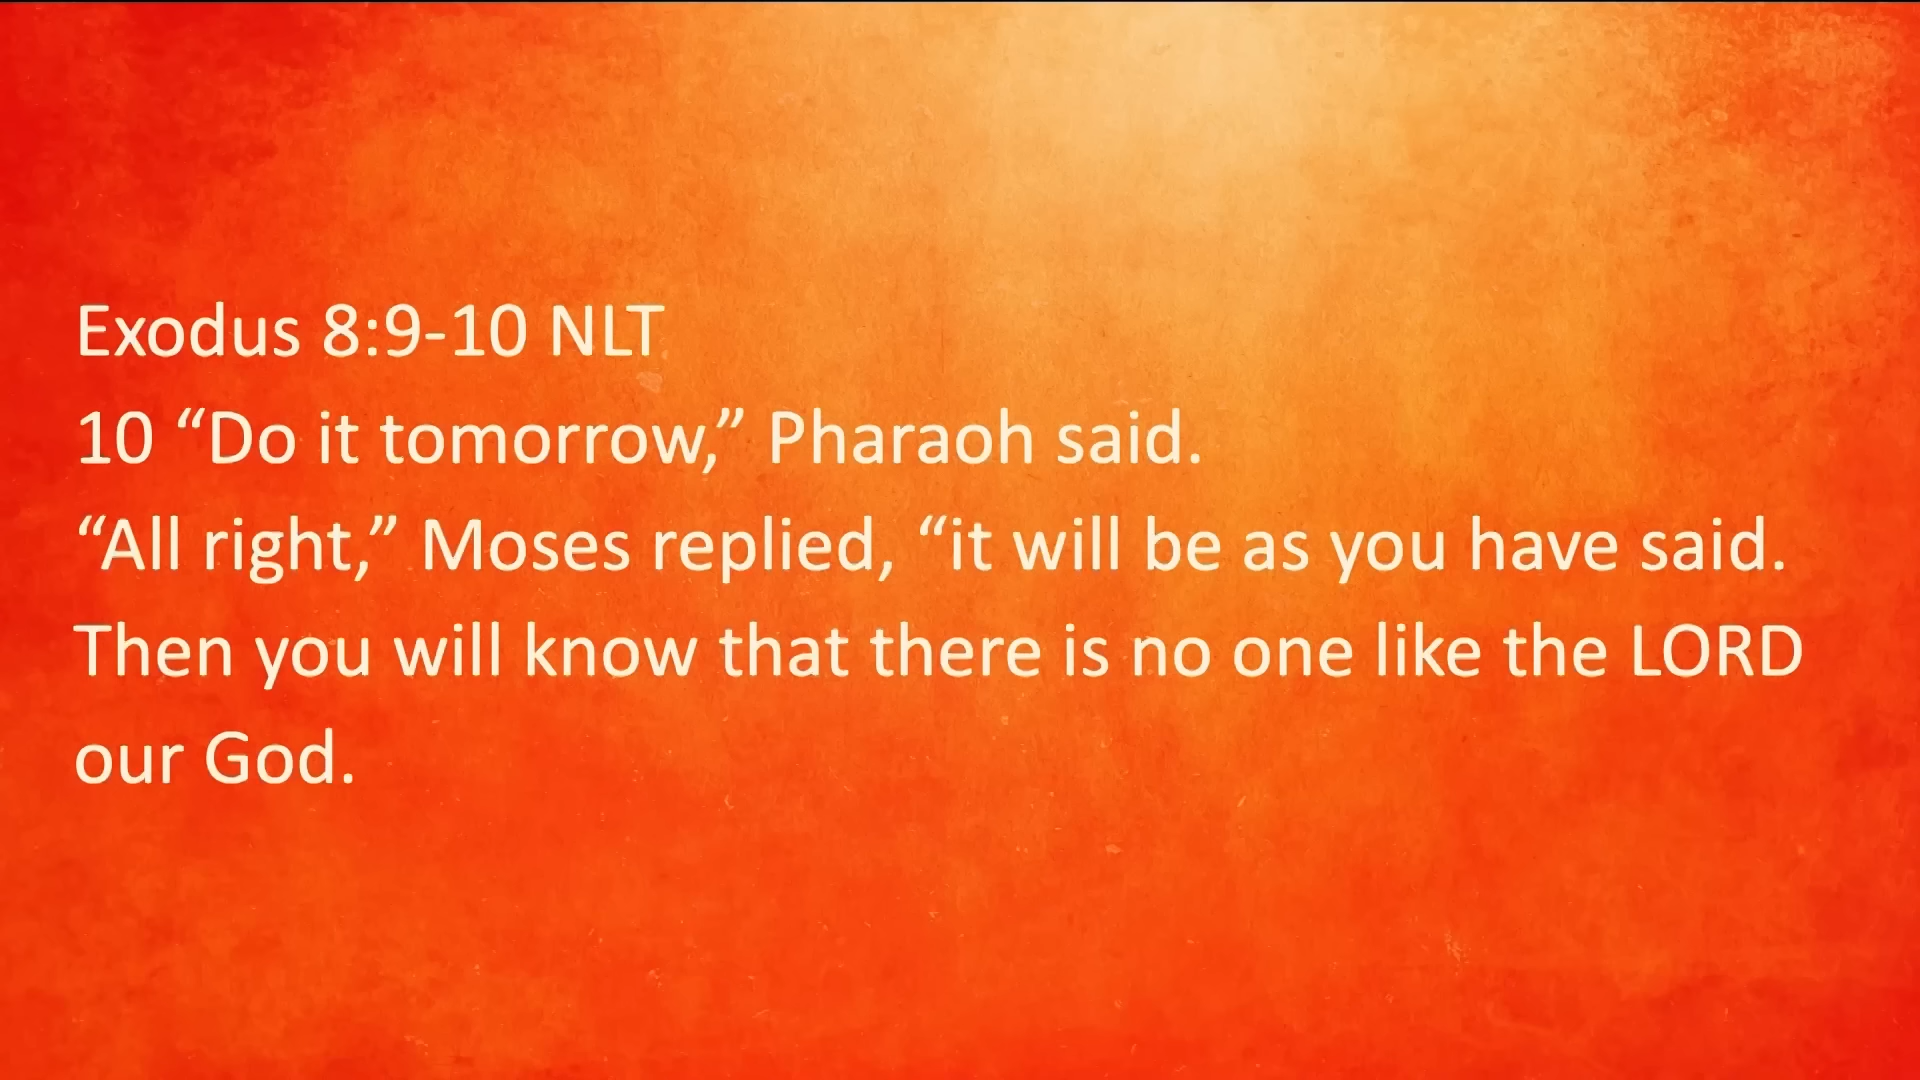 Exodus 8:9-10 NLT
10 “Do it tomorrow,” Pharaoh said.
“All right,” Moses replied, “it will be as you have said.
Then you will know that there is no one like the LORD
our God.